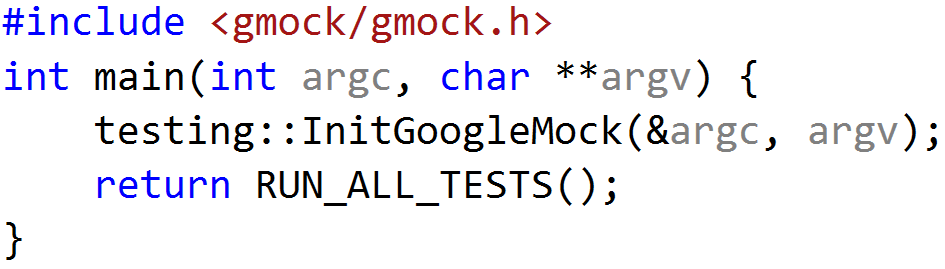 #include <gmock/gmock.h>
int main(int argc, char **argv) {
    testing::InitGoogleMock(&argc, argv);
    return RUN_ALL_TESTS();
}